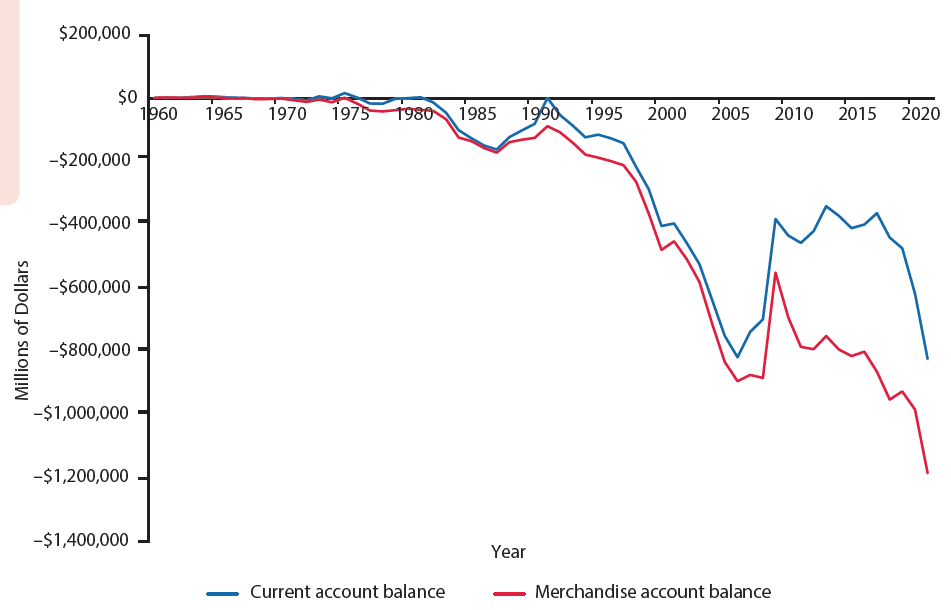 $200,000
$0
–$200,000
–$400,000
–$600,000
–$800,000
–$1,000,000
–$1,200,000
–$1,400,000
Millions of Dollars
1960 1965 1970 1975 1980 1985 1990 1995 2000 2005 2010 2015 2020
Year
Current account balance Merchandise account balance